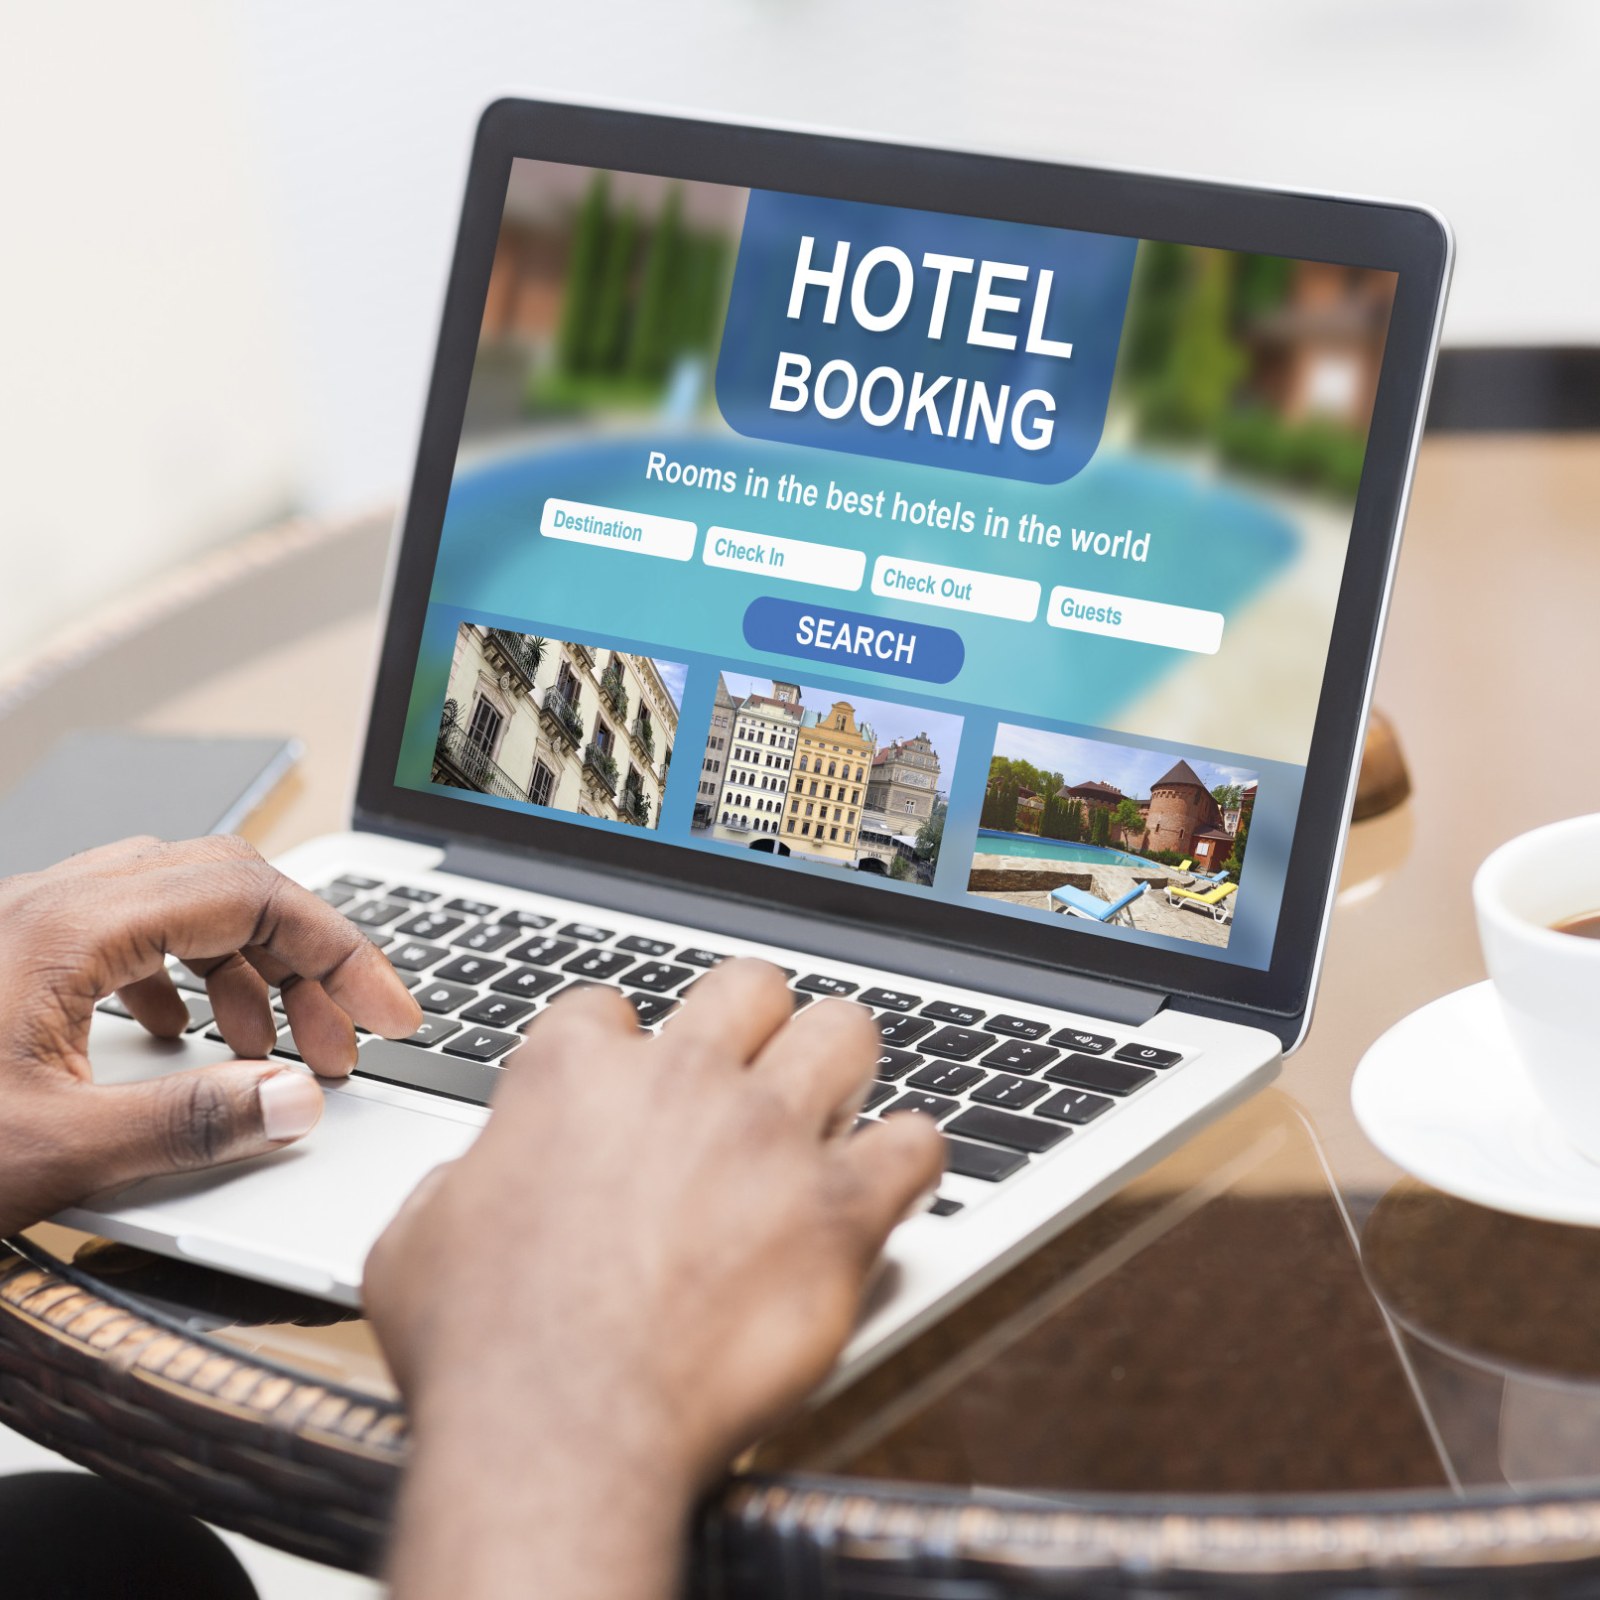 HOTEL
BOOKING
Rooms in the best hotels in the world
Destination
Check In
Check Out
Guests
SEARCH